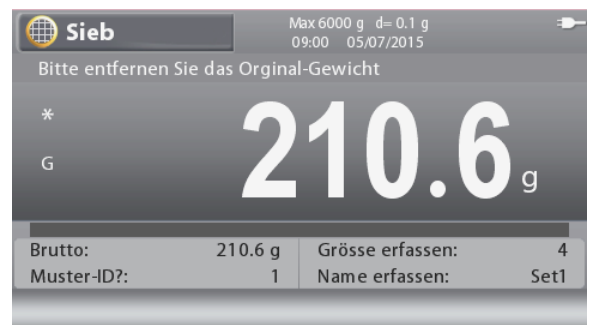 Sieb
Max 6000 g d= 0.1 g
09:00 05/07/2015
Bitte entfernen Sie das Orginal-Gewicht
*
G
210.6 g
Brutto: 210.6 g Grösse erfassen: 4
Muster-ID?: 1 Name erfassen: Set1